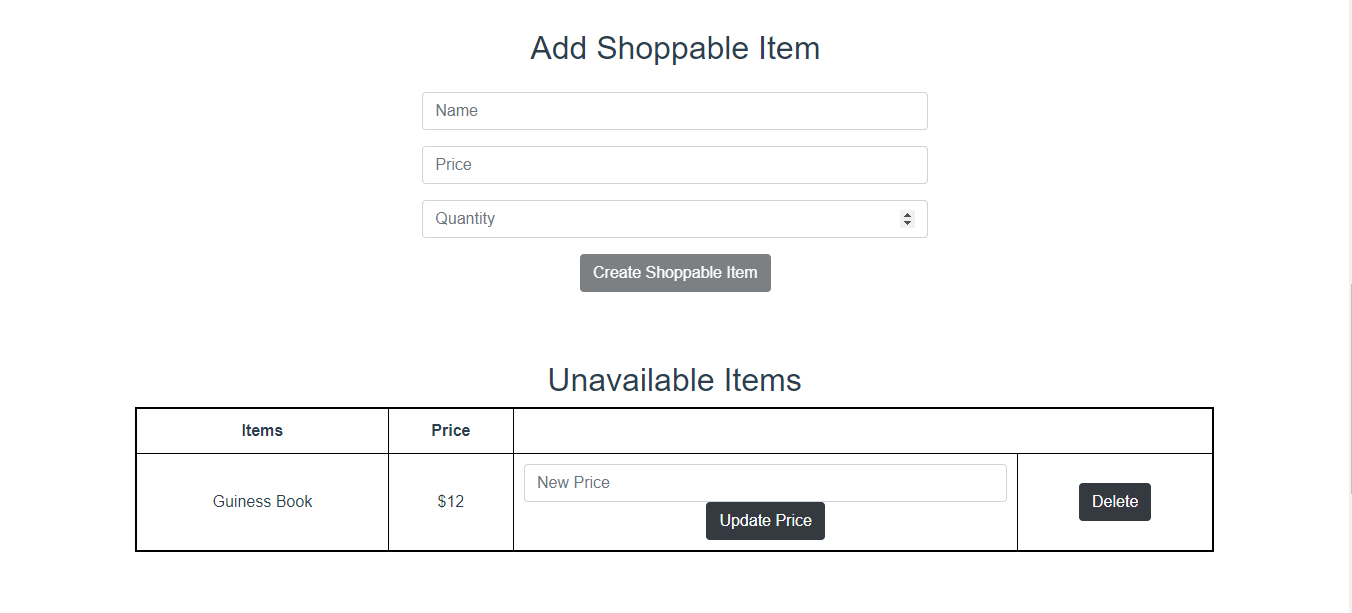 Add Shoppable Item
Name
Price
Quantity
Create Shoppable Item
Unavailable Items
Items Price
Guiness Book $12 New Price Delete
Update Price